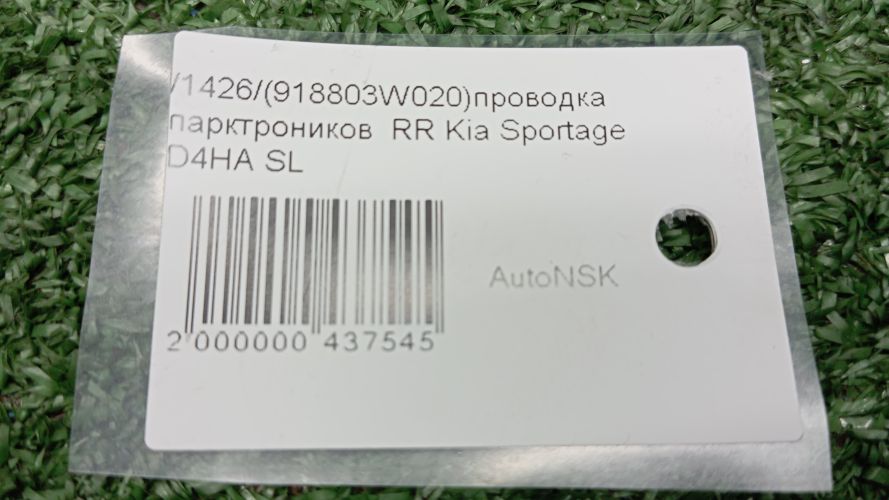 /1426/(918803W020)проводка
парктроников RR Kia Sportage
D4HA SL
AutoNSK
2 000000 437545